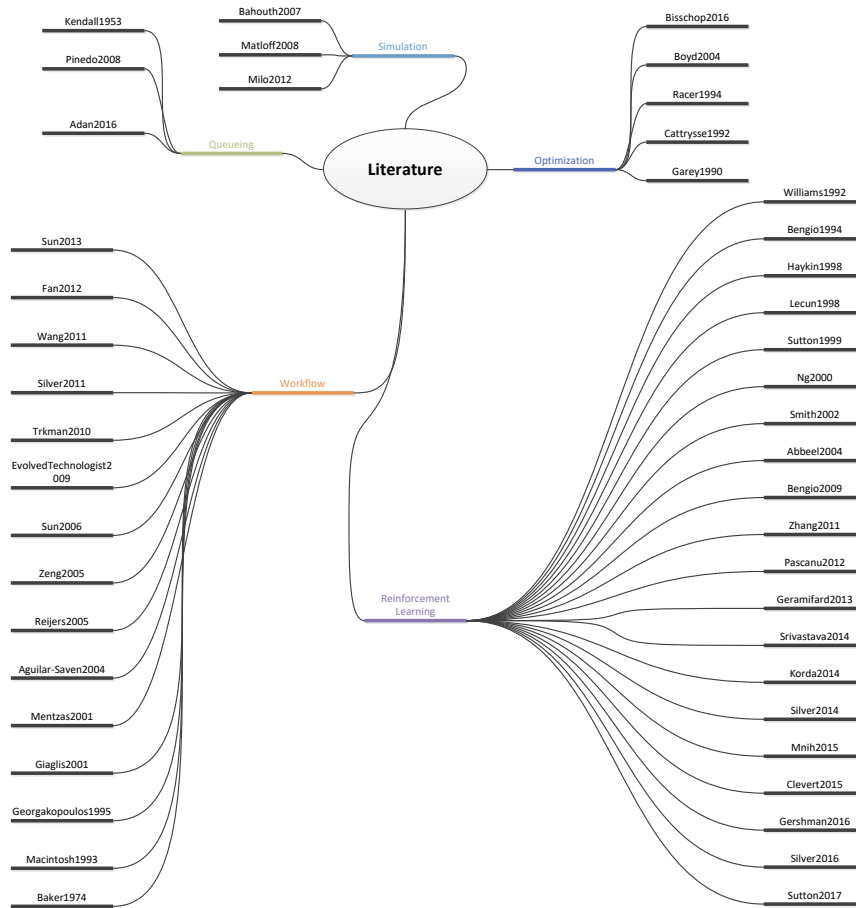 Kendall1953
Pinedo2008
Adan2016
Queueing
Bahouth2007
Matloff2008
Milo2012
Simulation
Literature
Optimization
Bisschop2016
Boyd2004
Racer1994
Cattrysse1992
Garey1990
Sun2013
Fan2012
Wang2011
Silver2011
Trkman2010
EvolvedTechnologist2
009
Sun2006
Zeng2005
Reijers2005
Aguilar-Saven2004
Mentzas2001
Giaglis2001
Georgakopoulos1995
Macintosh1993
Baker1974
Workflow
Reinforcement
Learning
Williams1992
Bengio1994
Haykin1998
Lecun1998
Sutton1999
Ng2000
Smith2002
Abbeel2004
Bengio2009
Zhang2011
Pascanu2012
Geramifard2013
Srivastava2014
Korda2014
Silver2014
Mnih2015
Clevert2015
Gershman2016
Silver2016
Sutton2017